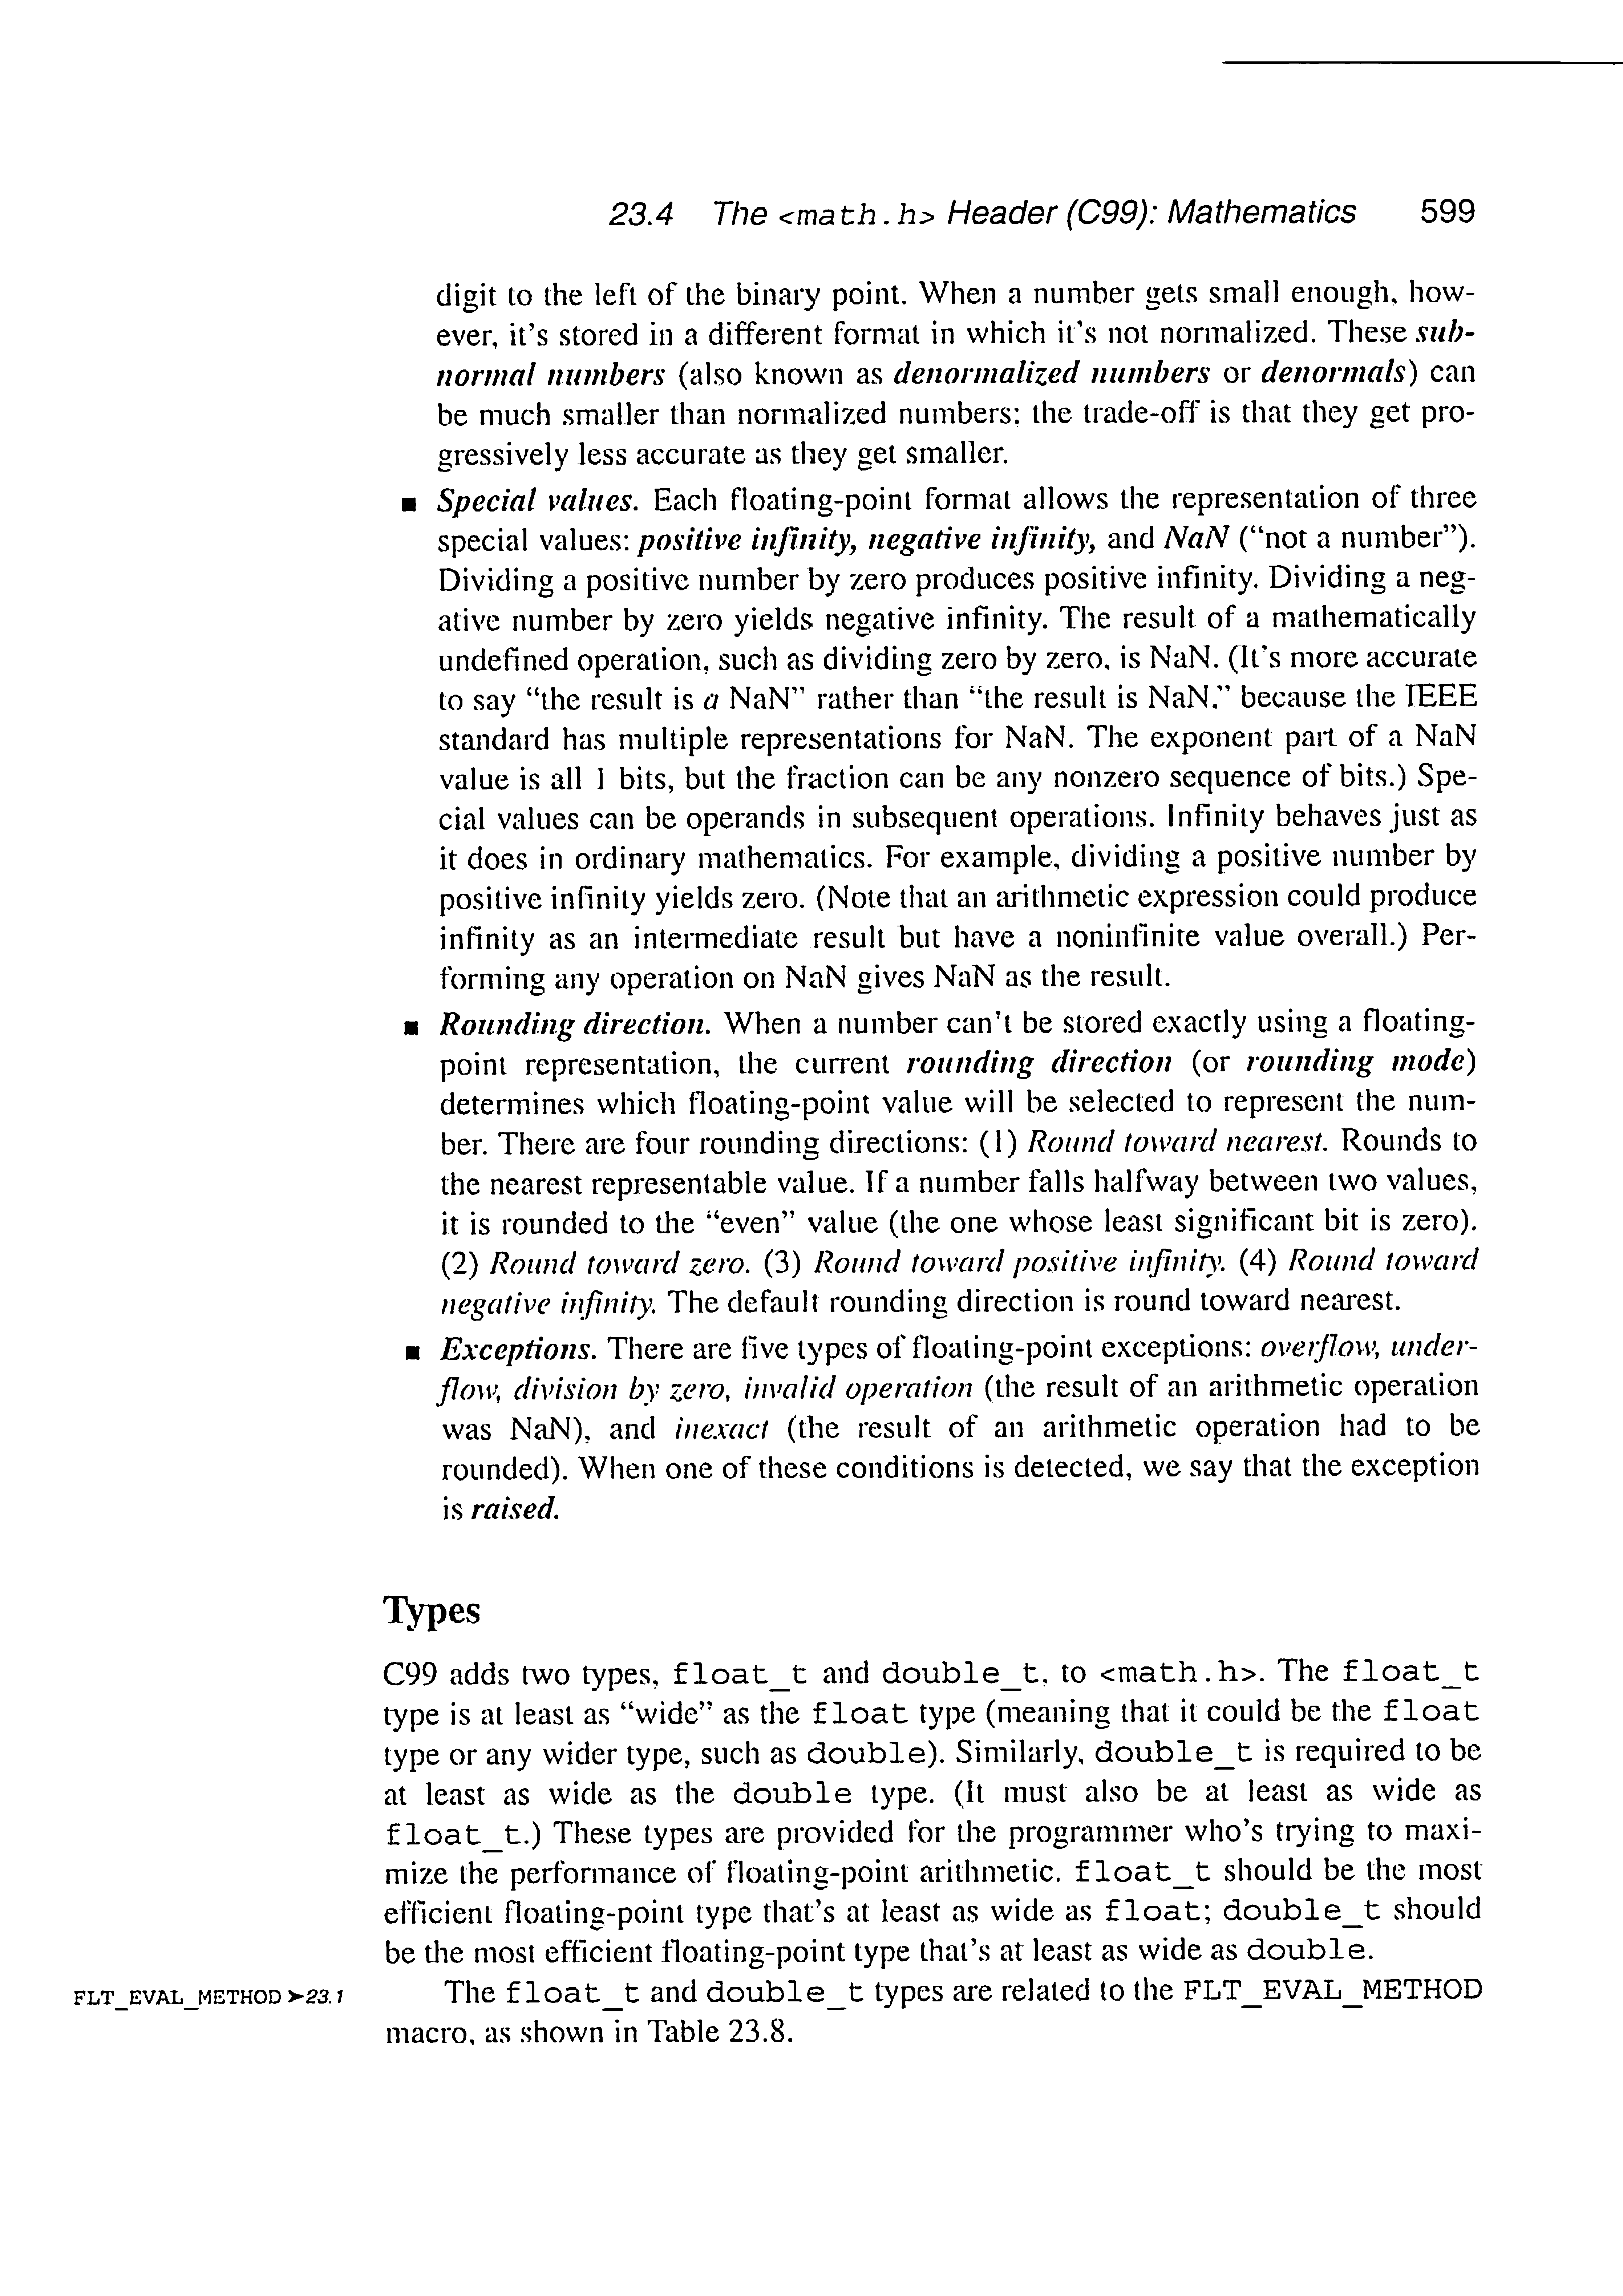 23.4 The <math.h> Header (C99): Mathematics 599
digit to the left of the binary point. When a number gets small enough, how-
ever, it's stored in a different format in which it's not normalized. These sub-
normal numbers (also known as denormalized numbers or denormals) can
be much smaller than normalized numbers; the trade-off is that they get pro-
gressively less accurate as they get smaller.
■ Special values. Each floating-point format allows the representation of three
special values: positive infinity, negative infinity, and NaN (“not a number”).
Dividing a positive number by zero produces positive infinity. Dividing a neg-
ative number by zero yields negative infinity. The result of a mathematically
undefined operation, such as dividing zero by zero, is NaN. (It's more accurate
to say “the result is a NaN” rather than “the result is NaN,” because the IEEE
standard has multiple representations for NaN. The exponent part of a NaN
value is all 1 bits, but the fraction can be any nonzero sequence of bits.) Spe-
cial values can be operands in subsequent operations. Infinity behaves just as
it does in ordinary mathematics. For example, dividing a positive number by
positive infinity yields zero. (Note that an arithmetic expression could produce
infinity as an intermediate result but have a noninfinite value overall.) Per-
forming any operation on NaN gives NaN as the result.
■ Rounding direction. When a number can't be stored exactly using a floating-
point representation, the current rounding direction (or rounding mode)
determines which floating-point value will be selected to represent the num-
ber. There are four rounding directions: (1) Round toward nearest. Rounds to
the nearest representable value. If a number falls halfway between two values,
it is rounded to the “even” value (the one whose least significant bit is zero).
(2) Round toward zero. (3) Round toward positive infinity. (4) Round toward
negative infinity. The default rounding direction is round toward nearest.
■ Exceptions. There are five types of floating-point exceptions: overflow, under-
flow, division by zero, invalid operation (the result of an arithmetic operation
was NaN), and inexact (the result of an arithmetic operation had to be
rounded). When one of these conditions is detected, we say that the exception
is raised.
Types
C99 adds two types, float_t and double_t, to <math.h>. The float_t
type is at least as “wide” as the float type (meaning that it could be the float
type or any wider type, such as double). Similarly, double_t is required to be
at least as wide as the double type. (It must also be at least as wide as
float_t.) These types are provided for the programmer who's trying to maxi-
mize the performance of floating-point arithmetic. float_t should be the most
efficient floating-point type that's at least as wide as float; double_t should
be the most efficient floating-point type that's at least as wide as double.
FLT_EVAL_METHOD ➤23.1 The float_t and double_t types are related to the FLT_EVAL_METHOD
macro, as shown in Table 23.8.